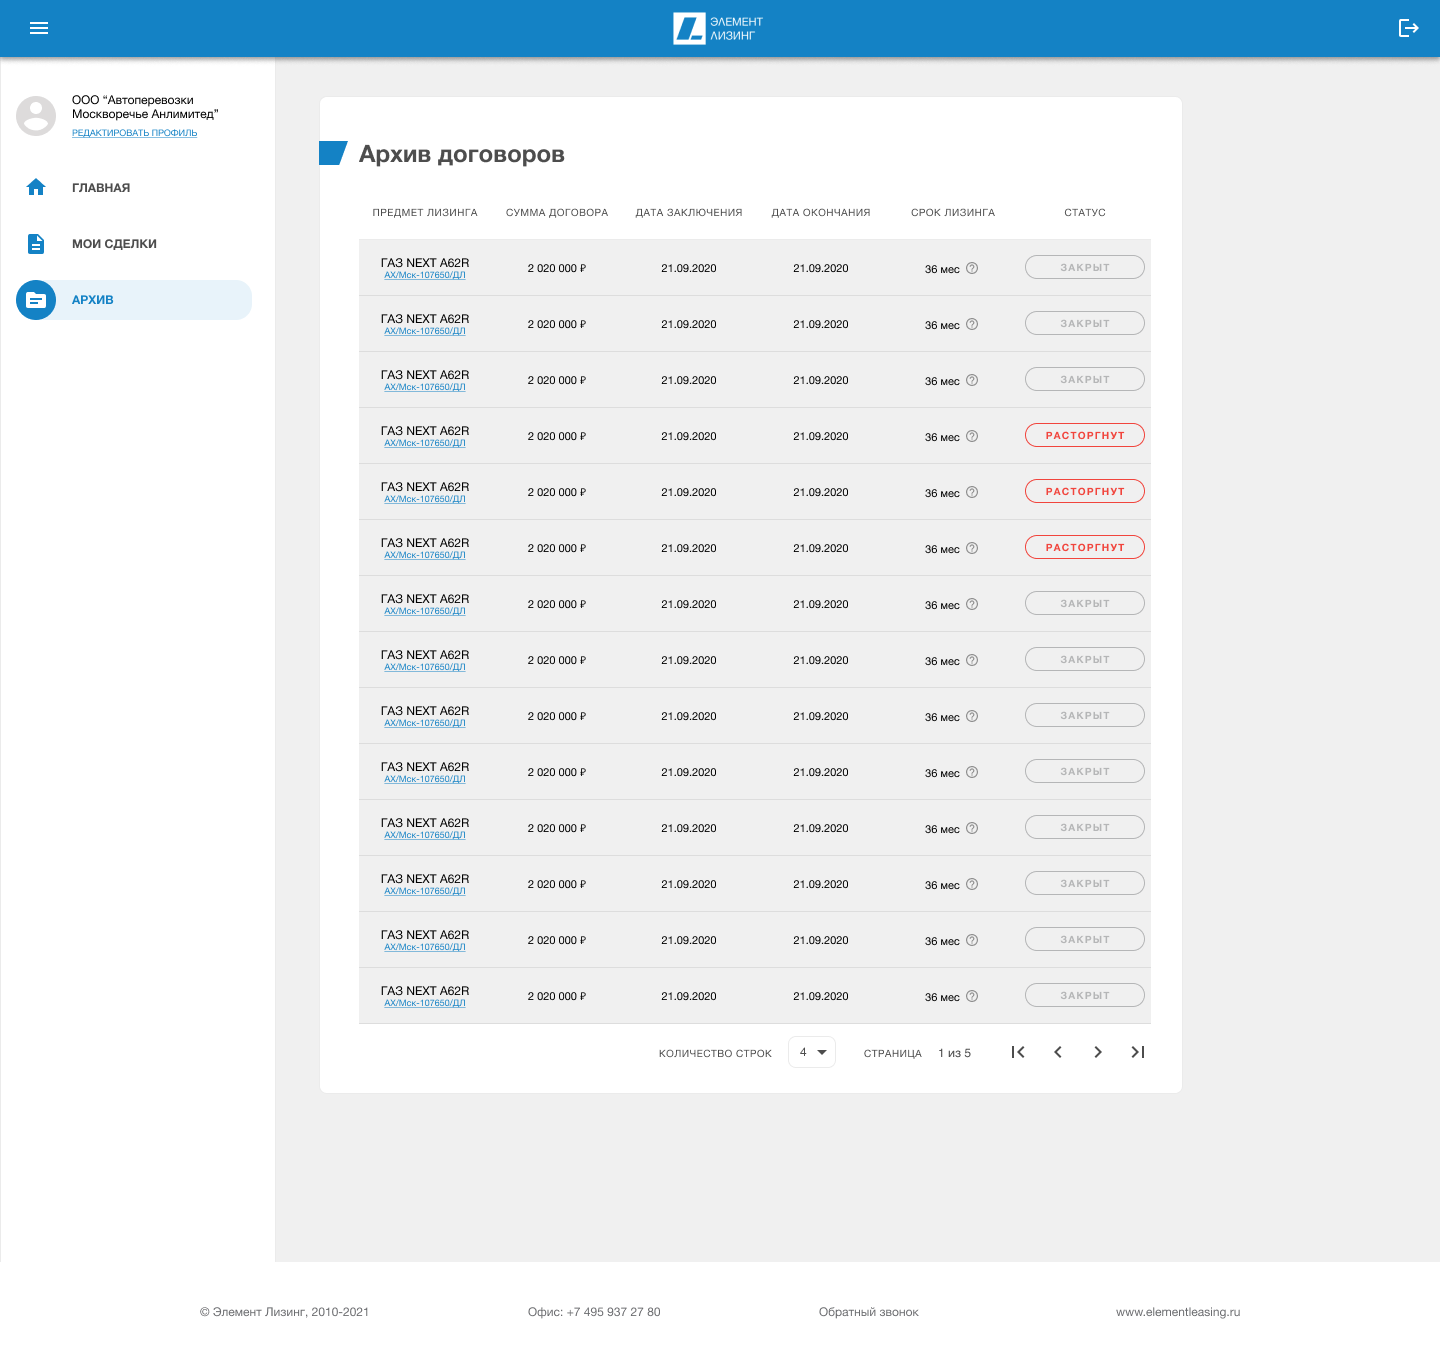 ЭЛЕМЕНТ
ЛИЗИНГ
ООО “Автоперевозки
Москворечье Анлимитед”
РЕДАКТИРОВАТЬ ПРОФИЛЬ
ГЛАВНАЯ
МОИ СДЕЛКИ
АРХИВ
Архив договоров
ПРЕДМЕТ ЛИЗИНГА СУММА ДОГОВОРА ДАТА ЗАКЛЮЧЕНИЯ ДАТА ОКОНЧАНИЯ СРОК ЛИЗИНГА СТАТУС
ГАЗ NEXT A62R 2 020 000 ₽ 21.09.2020 21.09.2020 36 мес ЗАКРЫТ
АХ/Мск-107650/ДЛ
ГАЗ NEXT A62R 2 020 000 ₽ 21.09.2020 21.09.2020 36 мес ЗАКРЫТ
АХ/Мск-107650/ДЛ
ГАЗ NEXT A62R 2 020 000 ₽ 21.09.2020 21.09.2020 36 мес ЗАКРЫТ
АХ/Мск-107650/ДЛ
ГАЗ NEXT A62R 2 020 000 ₽ 21.09.2020 21.09.2020 36 мес РАСТОРГНУТ
АХ/Мск-107650/ДЛ
ГАЗ NEXT A62R 2 020 000 ₽ 21.09.2020 21.09.2020 36 мес РАСТОРГНУТ
АХ/Мск-107650/ДЛ
ГАЗ NEXT A62R 2 020 000 ₽ 21.09.2020 21.09.2020 36 мес РАСТОРГНУТ
АХ/Мск-107650/ДЛ
ГАЗ NEXT A62R 2 020 000 ₽ 21.09.2020 21.09.2020 36 мес ЗАКРЫТ
АХ/Мск-107650/ДЛ
ГАЗ NEXT A62R 2 020 000 ₽ 21.09.2020 21.09.2020 36 мес ЗАКРЫТ
АХ/Мск-107650/ДЛ
ГАЗ NEXT A62R 2 020 000 ₽ 21.09.2020 21.09.2020 36 мес ЗАКРЫТ
АХ/Мск-107650/ДЛ
ГАЗ NEXT A62R 2 020 000 ₽ 21.09.2020 21.09.2020 36 мес ЗАКРЫТ
АХ/Мск-107650/ДЛ
ГАЗ NEXT A62R 2 020 000 ₽ 21.09.2020 21.09.2020 36 мес ЗАКРЫТ
АХ/Мск-107650/ДЛ
ГАЗ NEXT A62R 2 020 000 ₽ 21.09.2020 21.09.2020 36 мес ЗАКРЫТ
АХ/Мск-107650/ДЛ
ГАЗ NEXT A62R 2 020 000 ₽ 21.09.2020 21.09.2020 36 мес ЗАКРЫТ
АХ/Мск-107650/ДЛ
ГАЗ NEXT A62R 2 020 000 ₽ 21.09.2020 21.09.2020 36 мес ЗАКРЫТ
АХ/Мск-107650/ДЛ
КОЛИЧЕСТВО СТРОК 4 СТРАНИЦА 1 из 5
© Элемент Лизинг, 2010-2021 Офис: +7 495 937 27 80 Обратный звонок www.elementleasing.ru